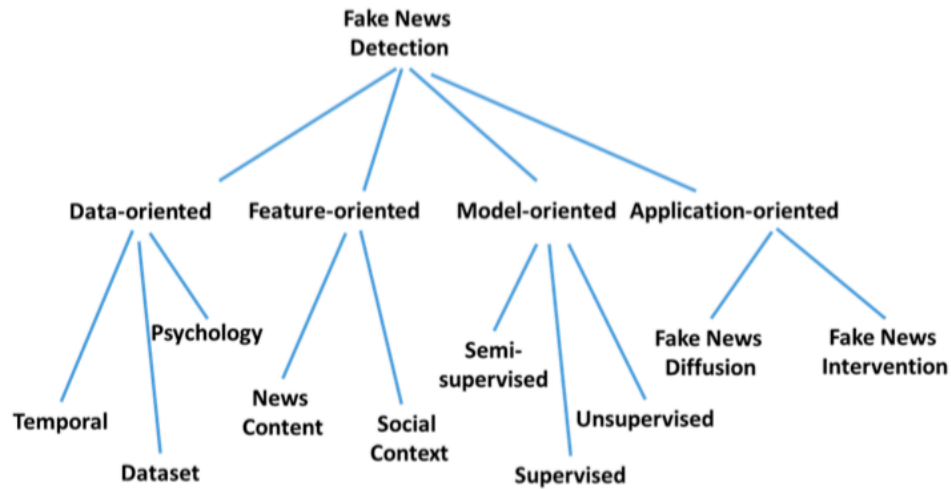 Fake News
Detection
Data-oriented
Feature-oriented
Model-oriented
Application-oriented
Psychology
Temporal
Dataset
News
Content
Social
Context
Semi-
supervised
Supervised
Unsupervised
Fake News
Diffusion
Fake News
Intervention